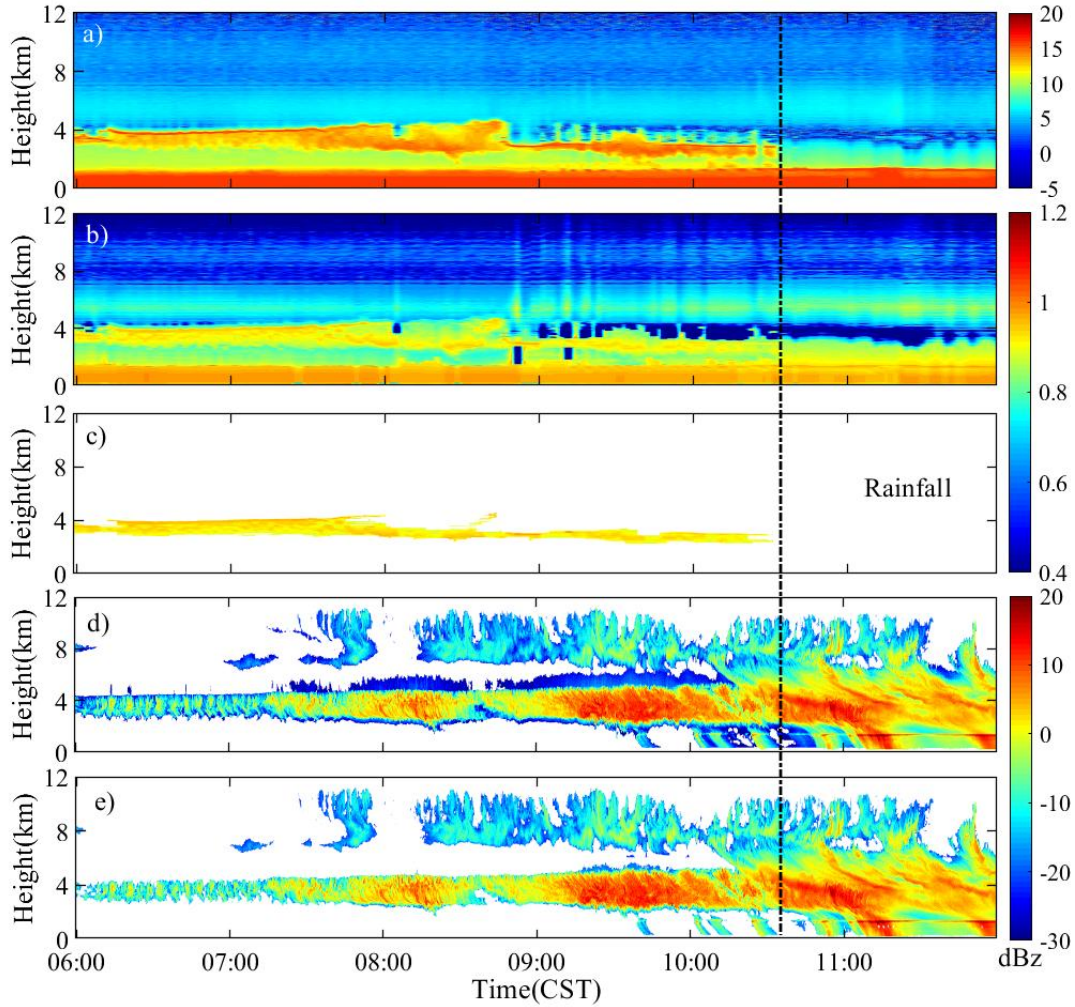 12
8
4
0
Height(km)
a)
20
15
10
5
0
-5
12
8
4
0
Height(km)
b)
1.2
1
0.8
0.6
0.4
12
8
4
0
Height(km)
c)
Rainfall
12
8
4
0
Height(km)
d)
20
10
0
-10
-20
-30
dBz
12
8
4
0
Height(km)
e)
06:00 07:00 08:00 09:00 10:00 11:00
Time(CST)